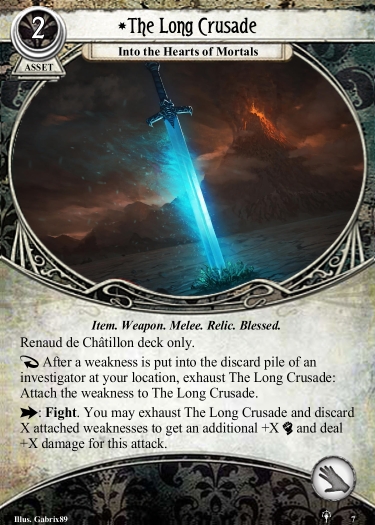 2
*The Long Crusade
Into the Hearts of Mortals
ASSET
Item. Weapon. Melee. Relic. Blessed.
Renaud de Châtillon deck only.
After a weakness is put into the discard pile of an
investigator at your location, exhaust The Long Crusade:
Attach the weakness to The Long Crusade.
: Fight. You may exhaust The Long Crusade and discard
X attached weaknesses to get an additional +X and deal
+X damage for this attack.
Illus. Gabrix89
7